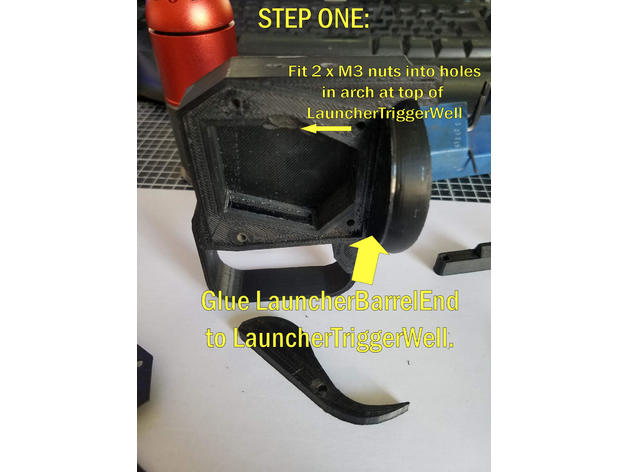 STEP ONE:
Fit 2 x M3 nuts into holes
in arch at top of
LauncherTriggerWell
Glue LauncherBarrelEnd
to LauncherTriggerWell.